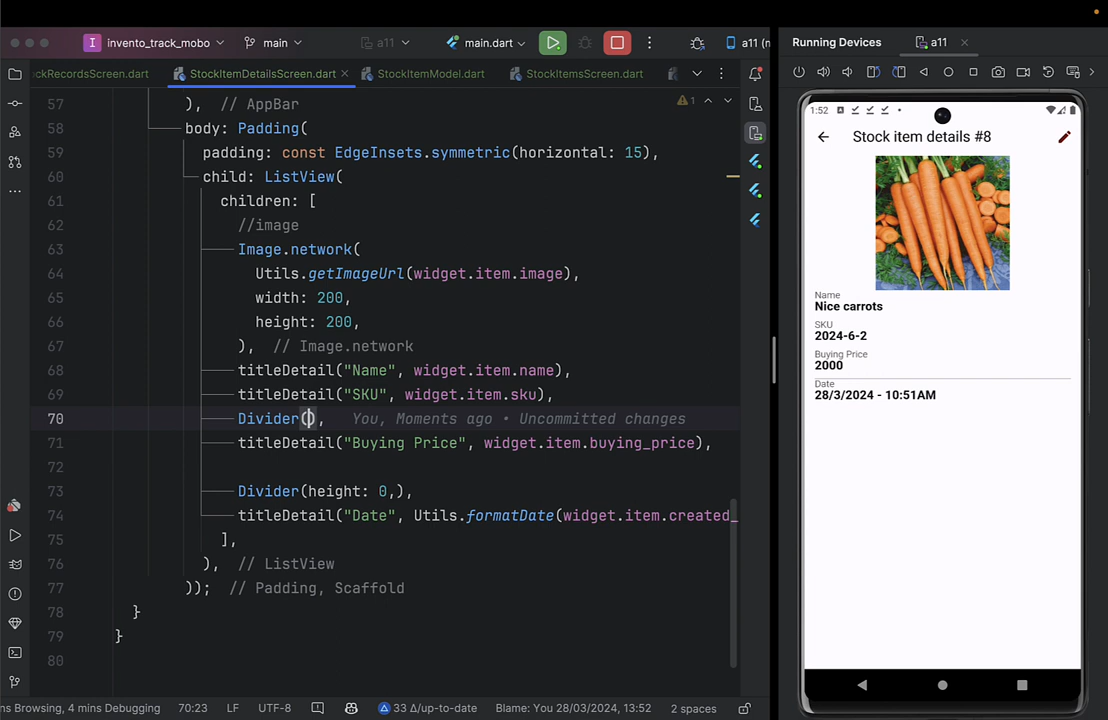 invento_track_mobo
main
a11
main.dart
a11 (m
Running Devices
a11
ckRecordsScreen.dart
StockItemDetailsScreen.dart
StockItemModel.dart
StockItemsScreen.dart
57 ),  // AppBar
1
58 body: Padding(
59 padding: const EdgeInsets.symmetric(horizontal: 15),
60 child: ListView(
61 children: [
62 //image
63 Image.network(
64 Utils.getImageUrl(widget.item.image),
65 width: 200,
66 height: 200,
67 ),  // Image.network
68 titleDetail("Name", widget.item.name),
69 titleDetail("SKU", widget.item.sku),
70 Divider(),   You, Moments ago • Uncommitted changes
71 titleDetail("Buying Price", widget.item.buying_price),
72
73 Divider(height: 0,),
74 titleDetail("Date", Utils.formatDate(widget.item.created_
75 ],
76 ),  // ListView
77 ));  // Padding, Scaffold
78 }
79 }
80
1:52
Stock item details #8
Name
Nice carrots
SKU
2024-6-2
Buying Price
2000
Date
28/3/2024 - 10:51AM
ns Browsing, 4 mins Debugging
70:23
LF
UTF-8
33 Δ/up-to-date
Blame: You 28/03/2024, 13:52
2 spaces